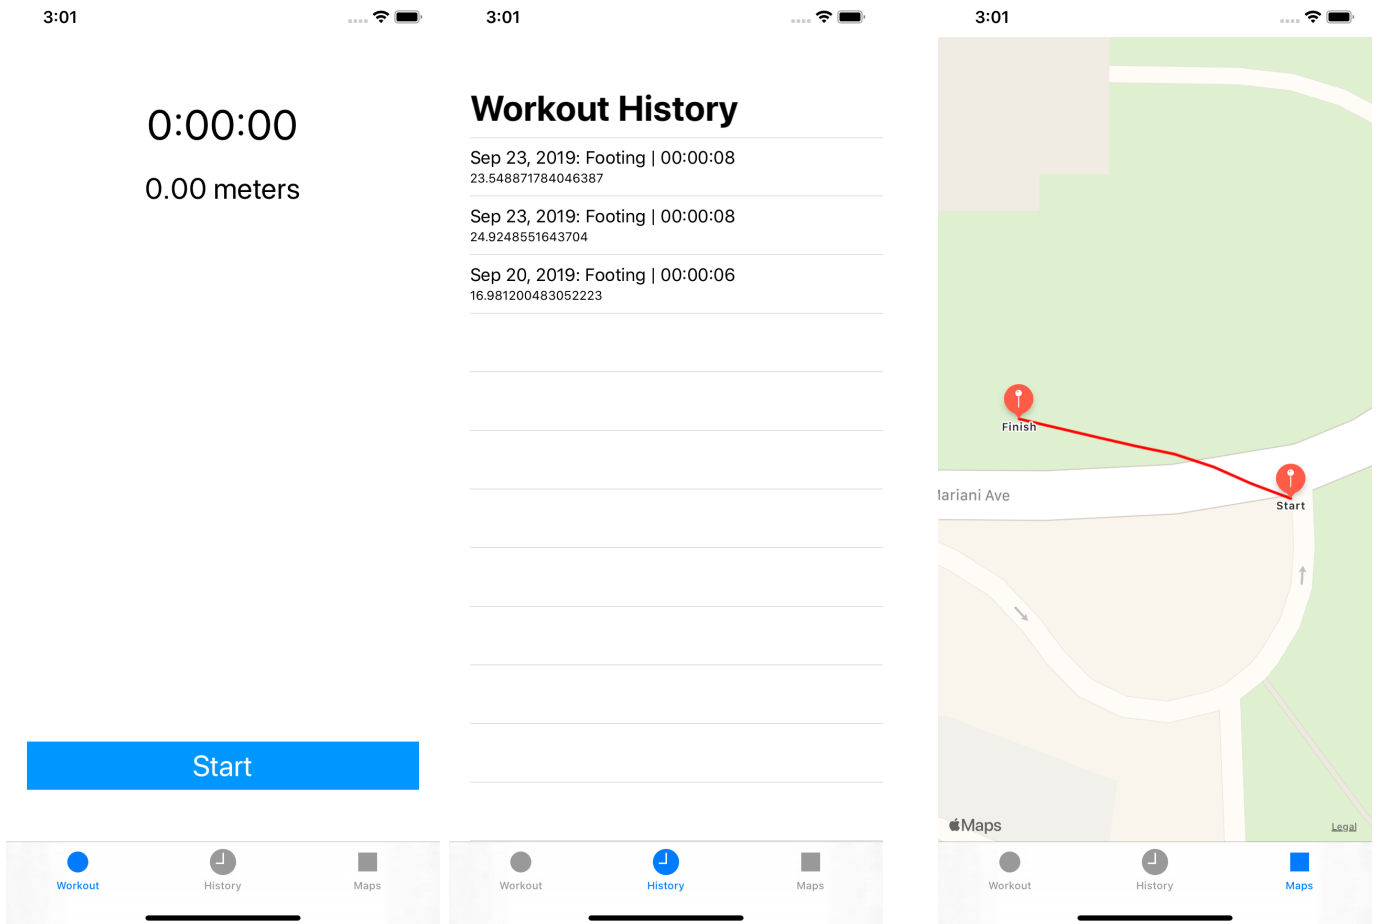 3:01
0:00:00
0.00 meters
Start
Workout
History
Maps
3:01
Workout History
Sep 23, 2019: Footing | 00:00:08
23.548871784046387
Sep 23, 2019: Footing | 00:00:08
24.9248551643704
Sep 20, 2019: Footing | 00:00:06
16.981200483052223
Workout
History
Maps
3:01
Finish
Start
Mariani Ave
Maps
Legal
Workout
History
Maps